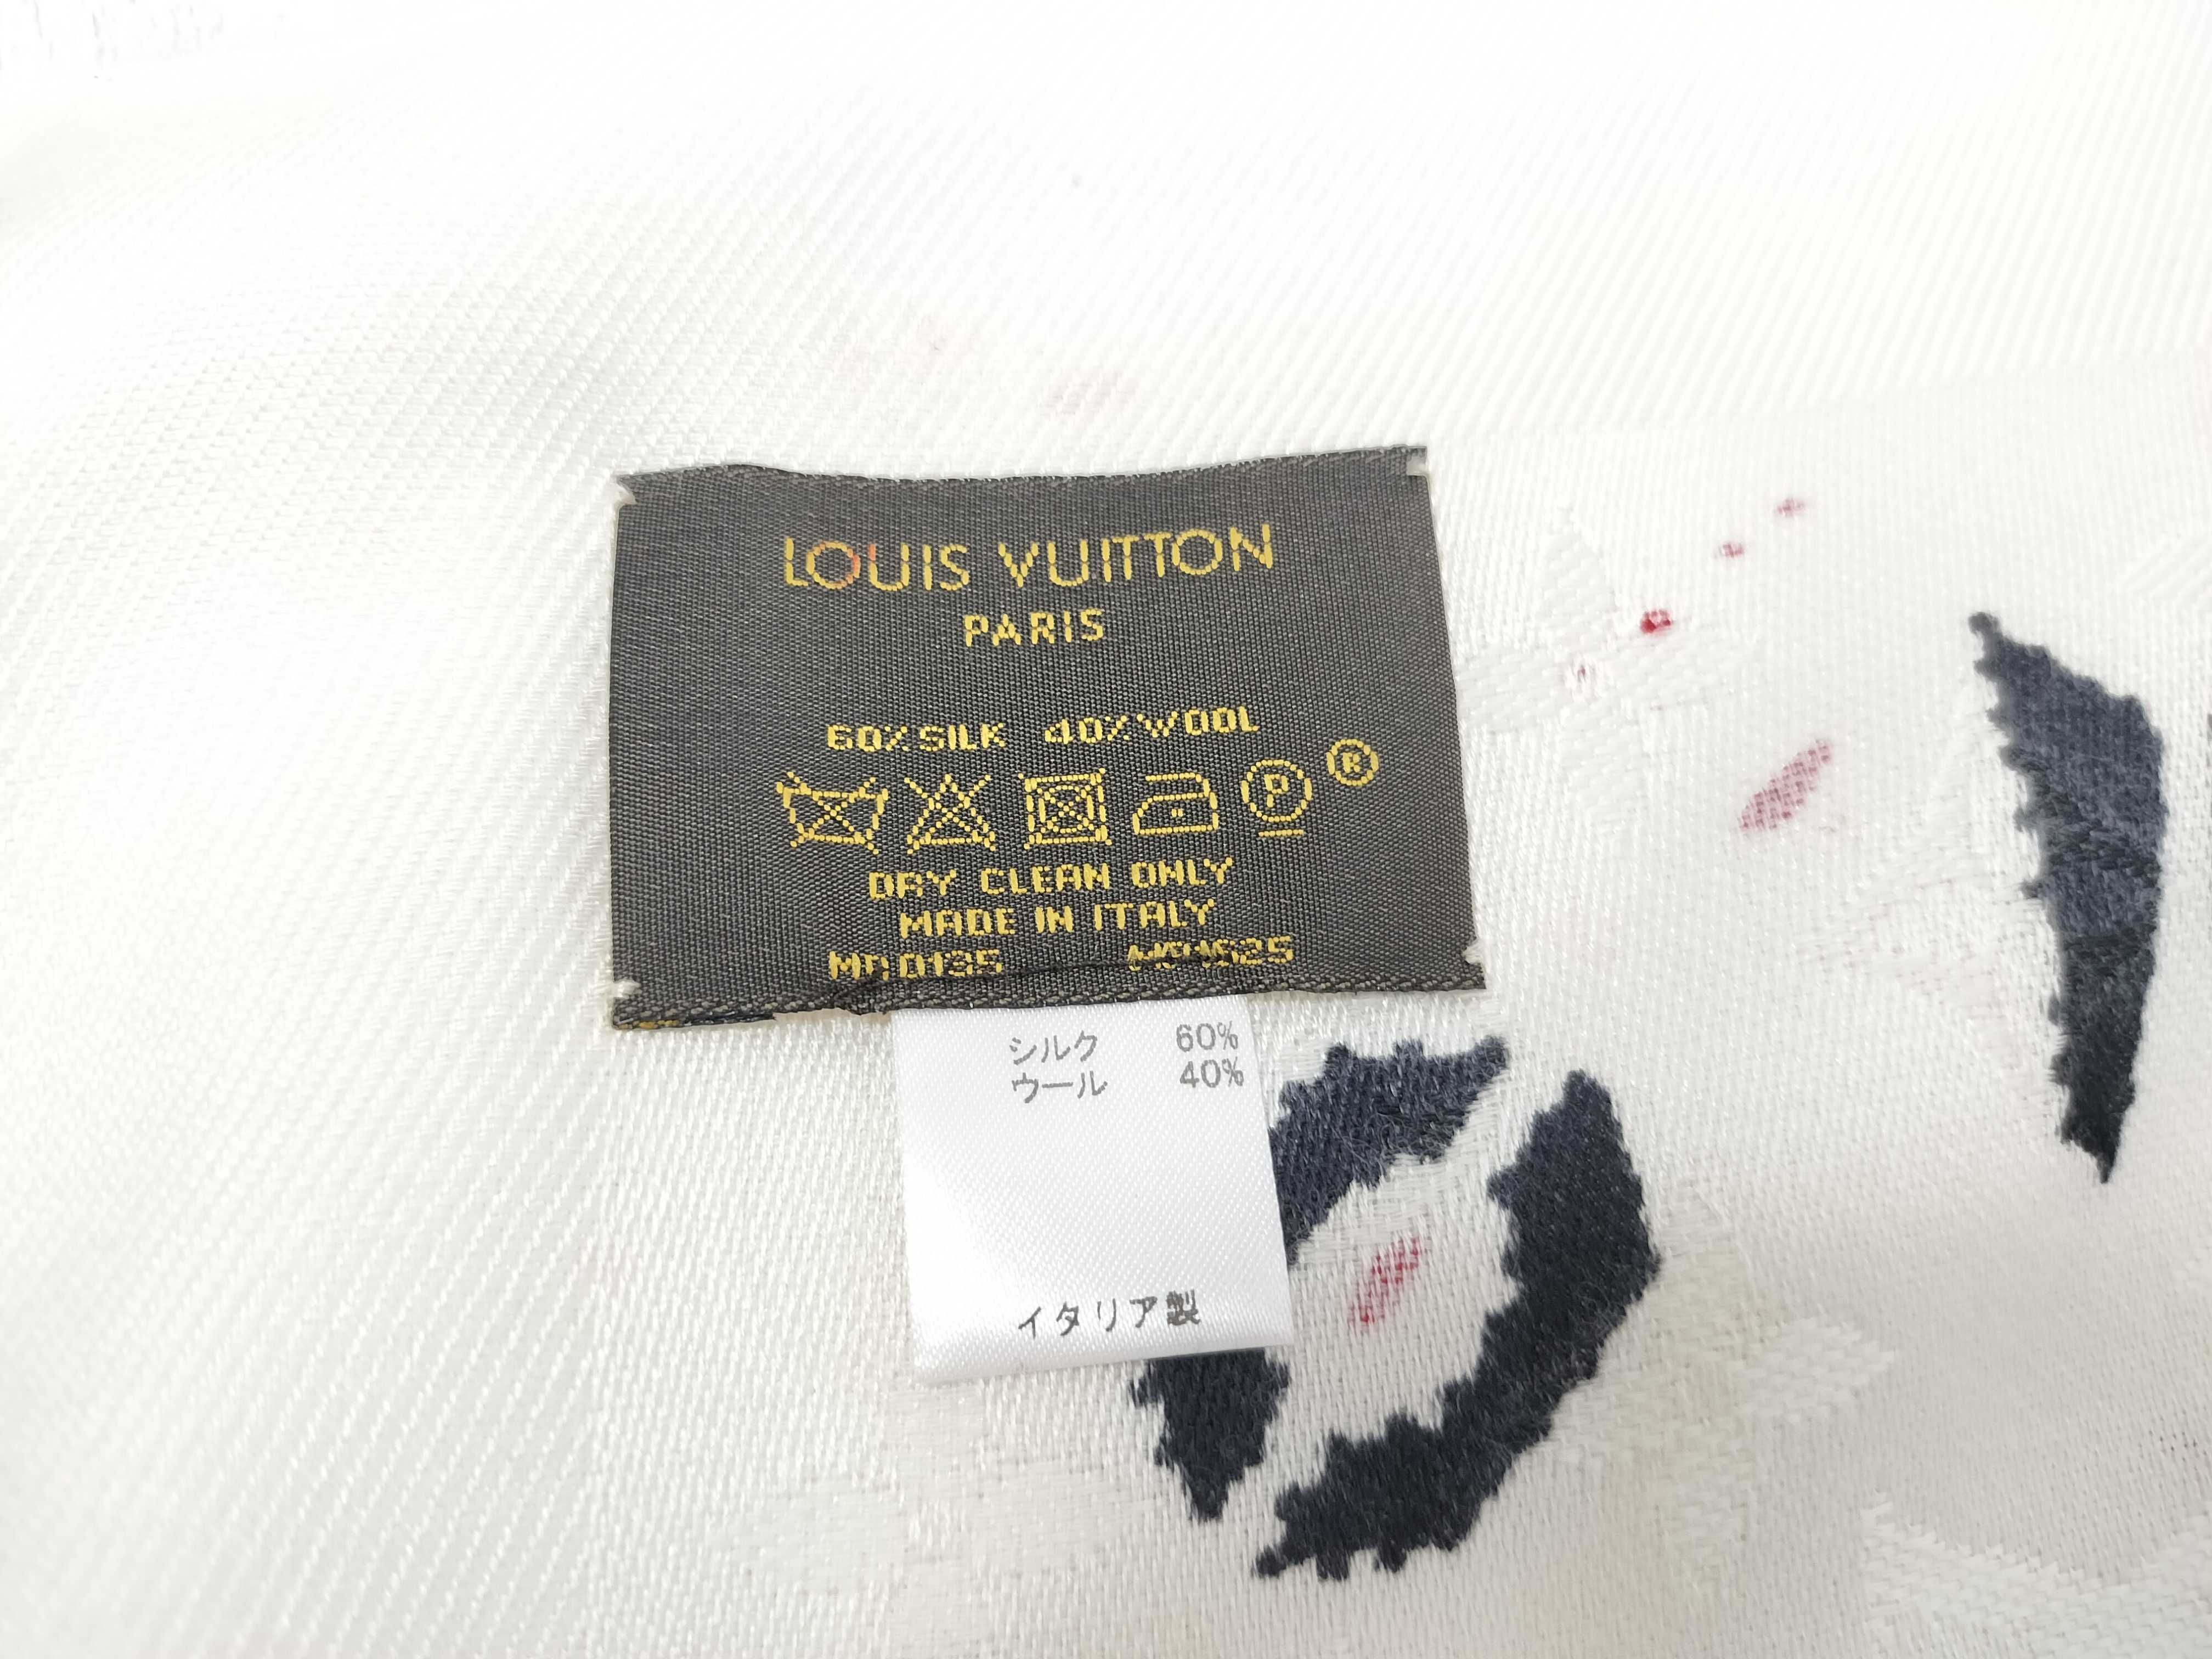 LOUIS VUITTON
PARIS
60% SILK 40% WOOL
P ®
DRY CLEAN ONLY
MADE IN ITALY
シルク 60%
ウール 40%
イタリア製